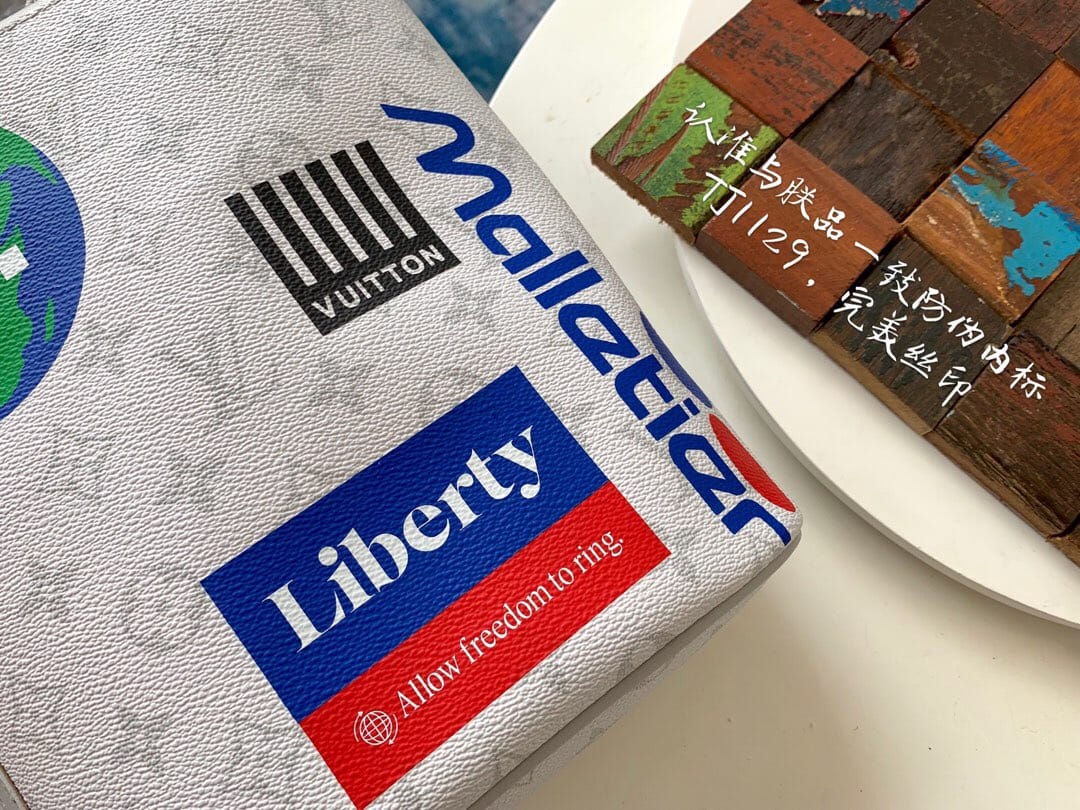 VUITTON
Malletier
Liberty
Allow freedom to ring.
认准与朕品一致防伪内标
TJ1129，完美丝印